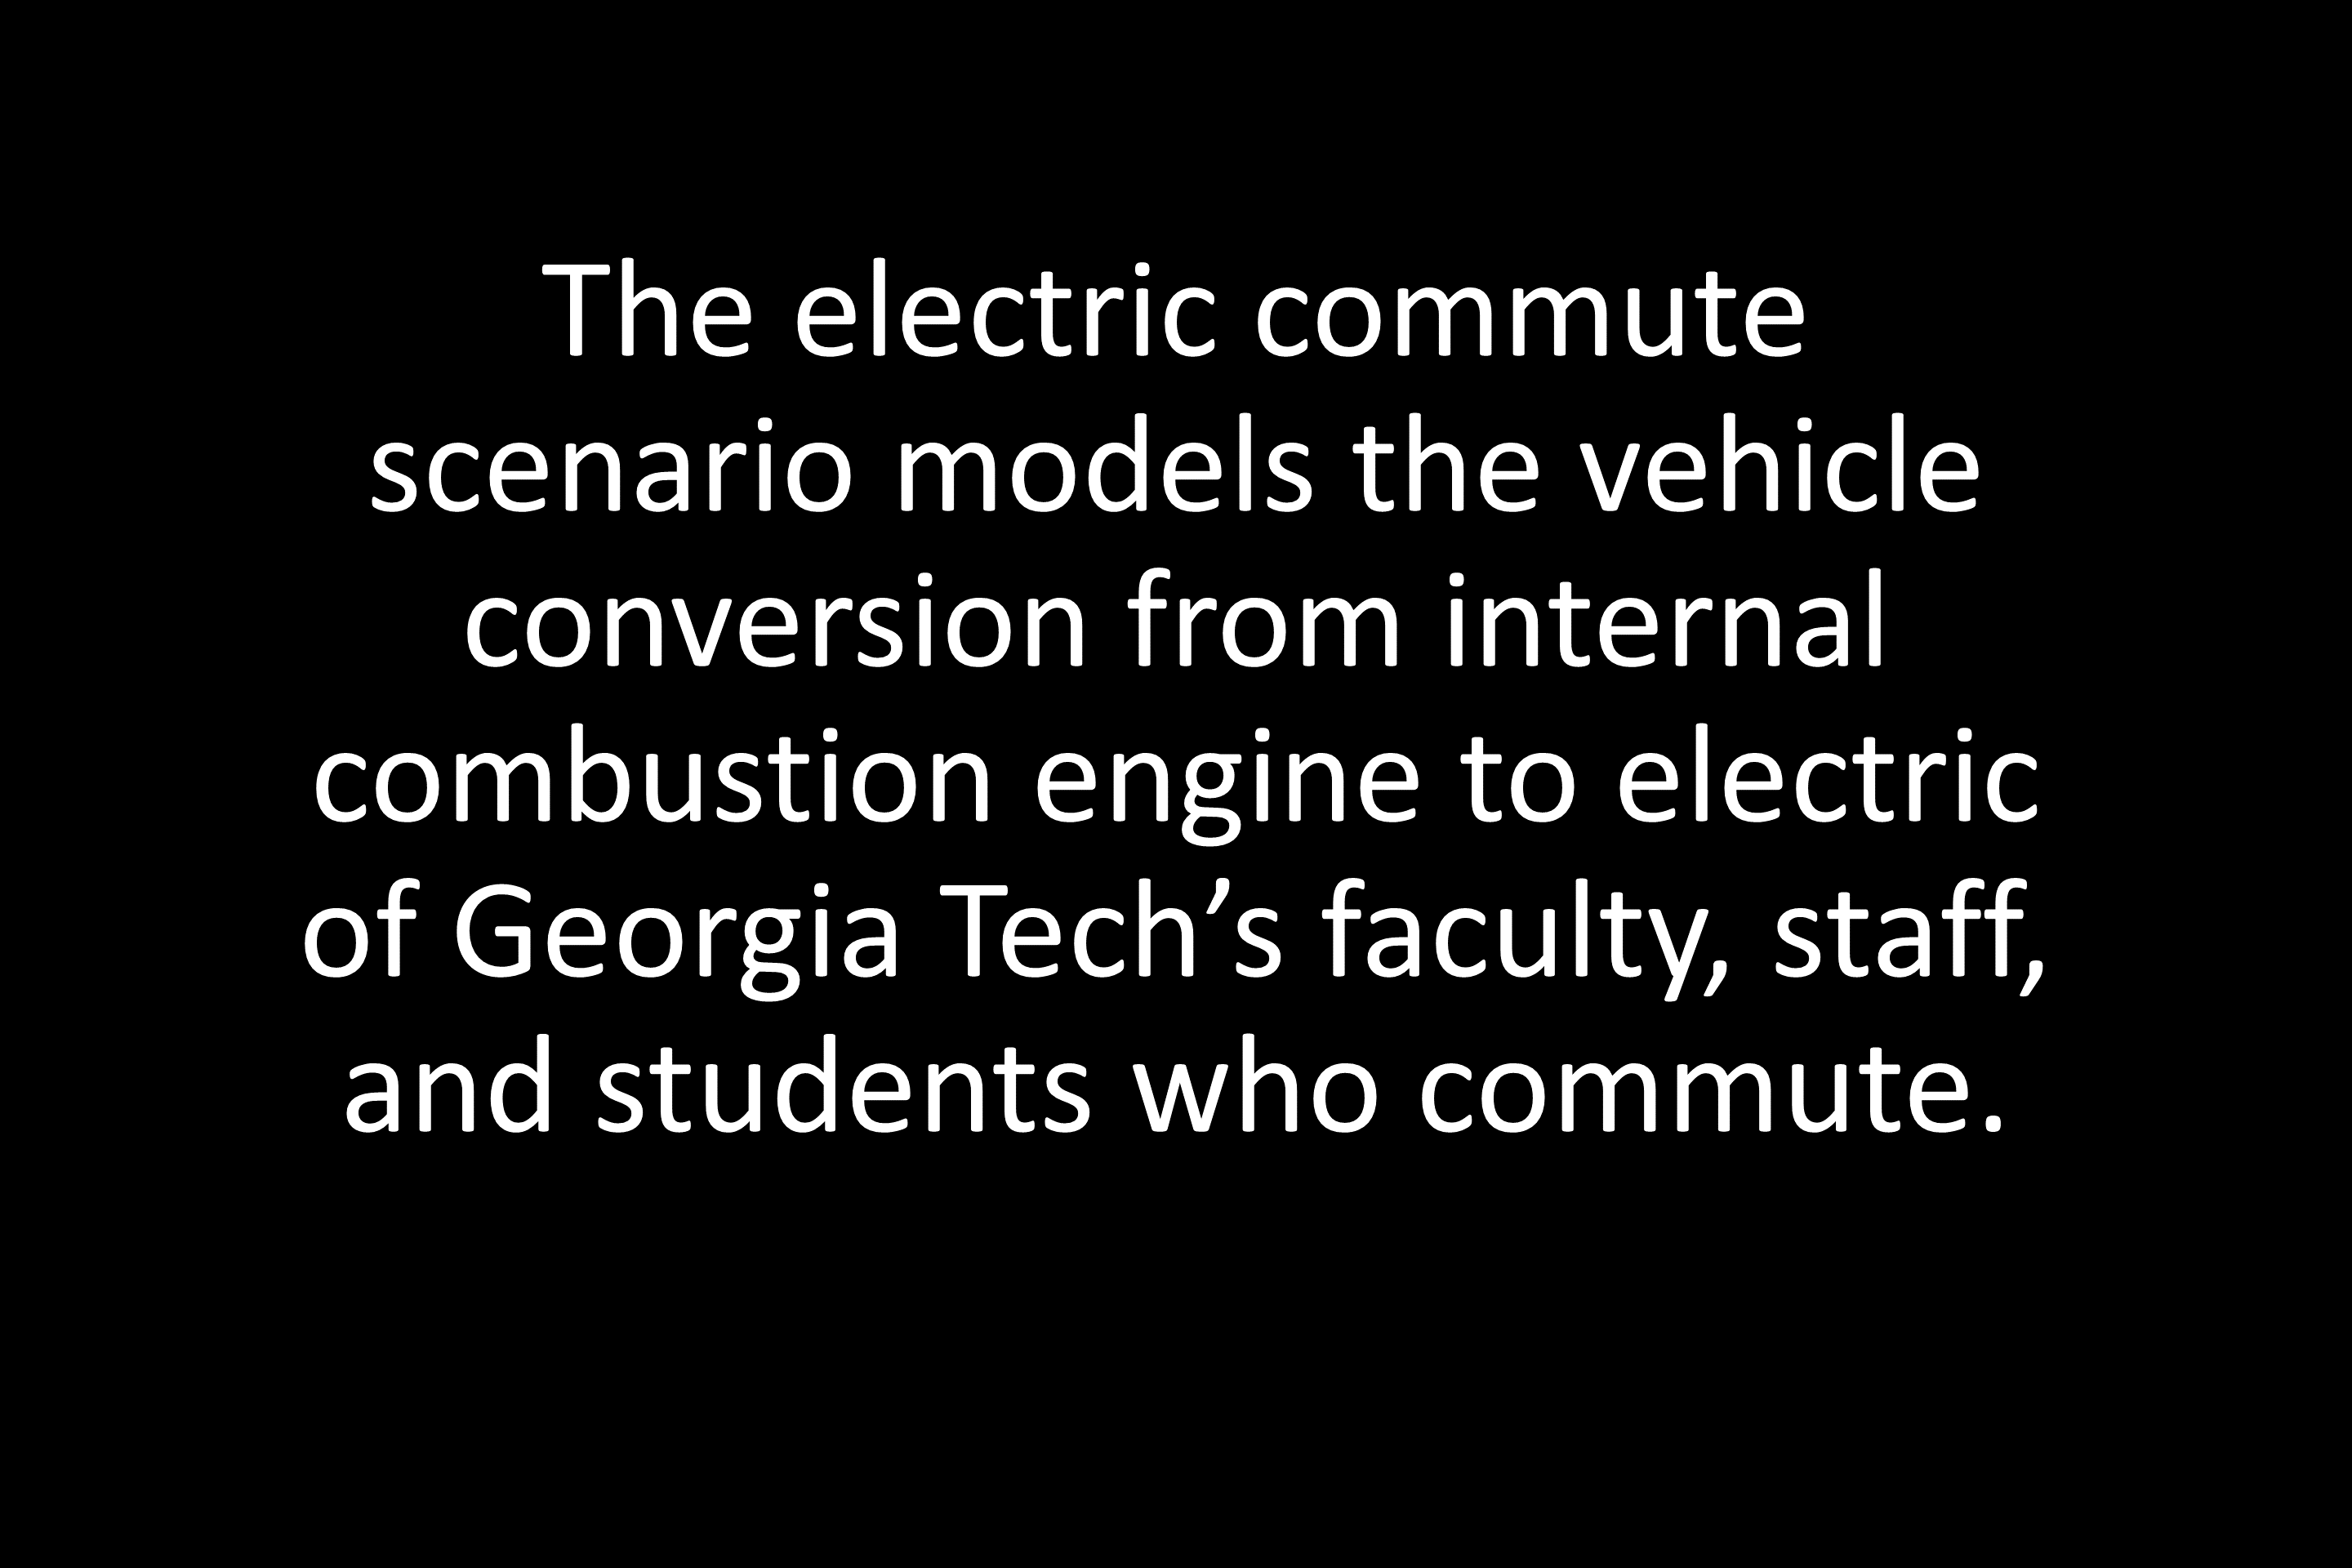 The electric commute
scenario models the vehicle
conversion from internal
combustion engine to electric
of Georgia Tech’s faculty, staff,
and students who commute.